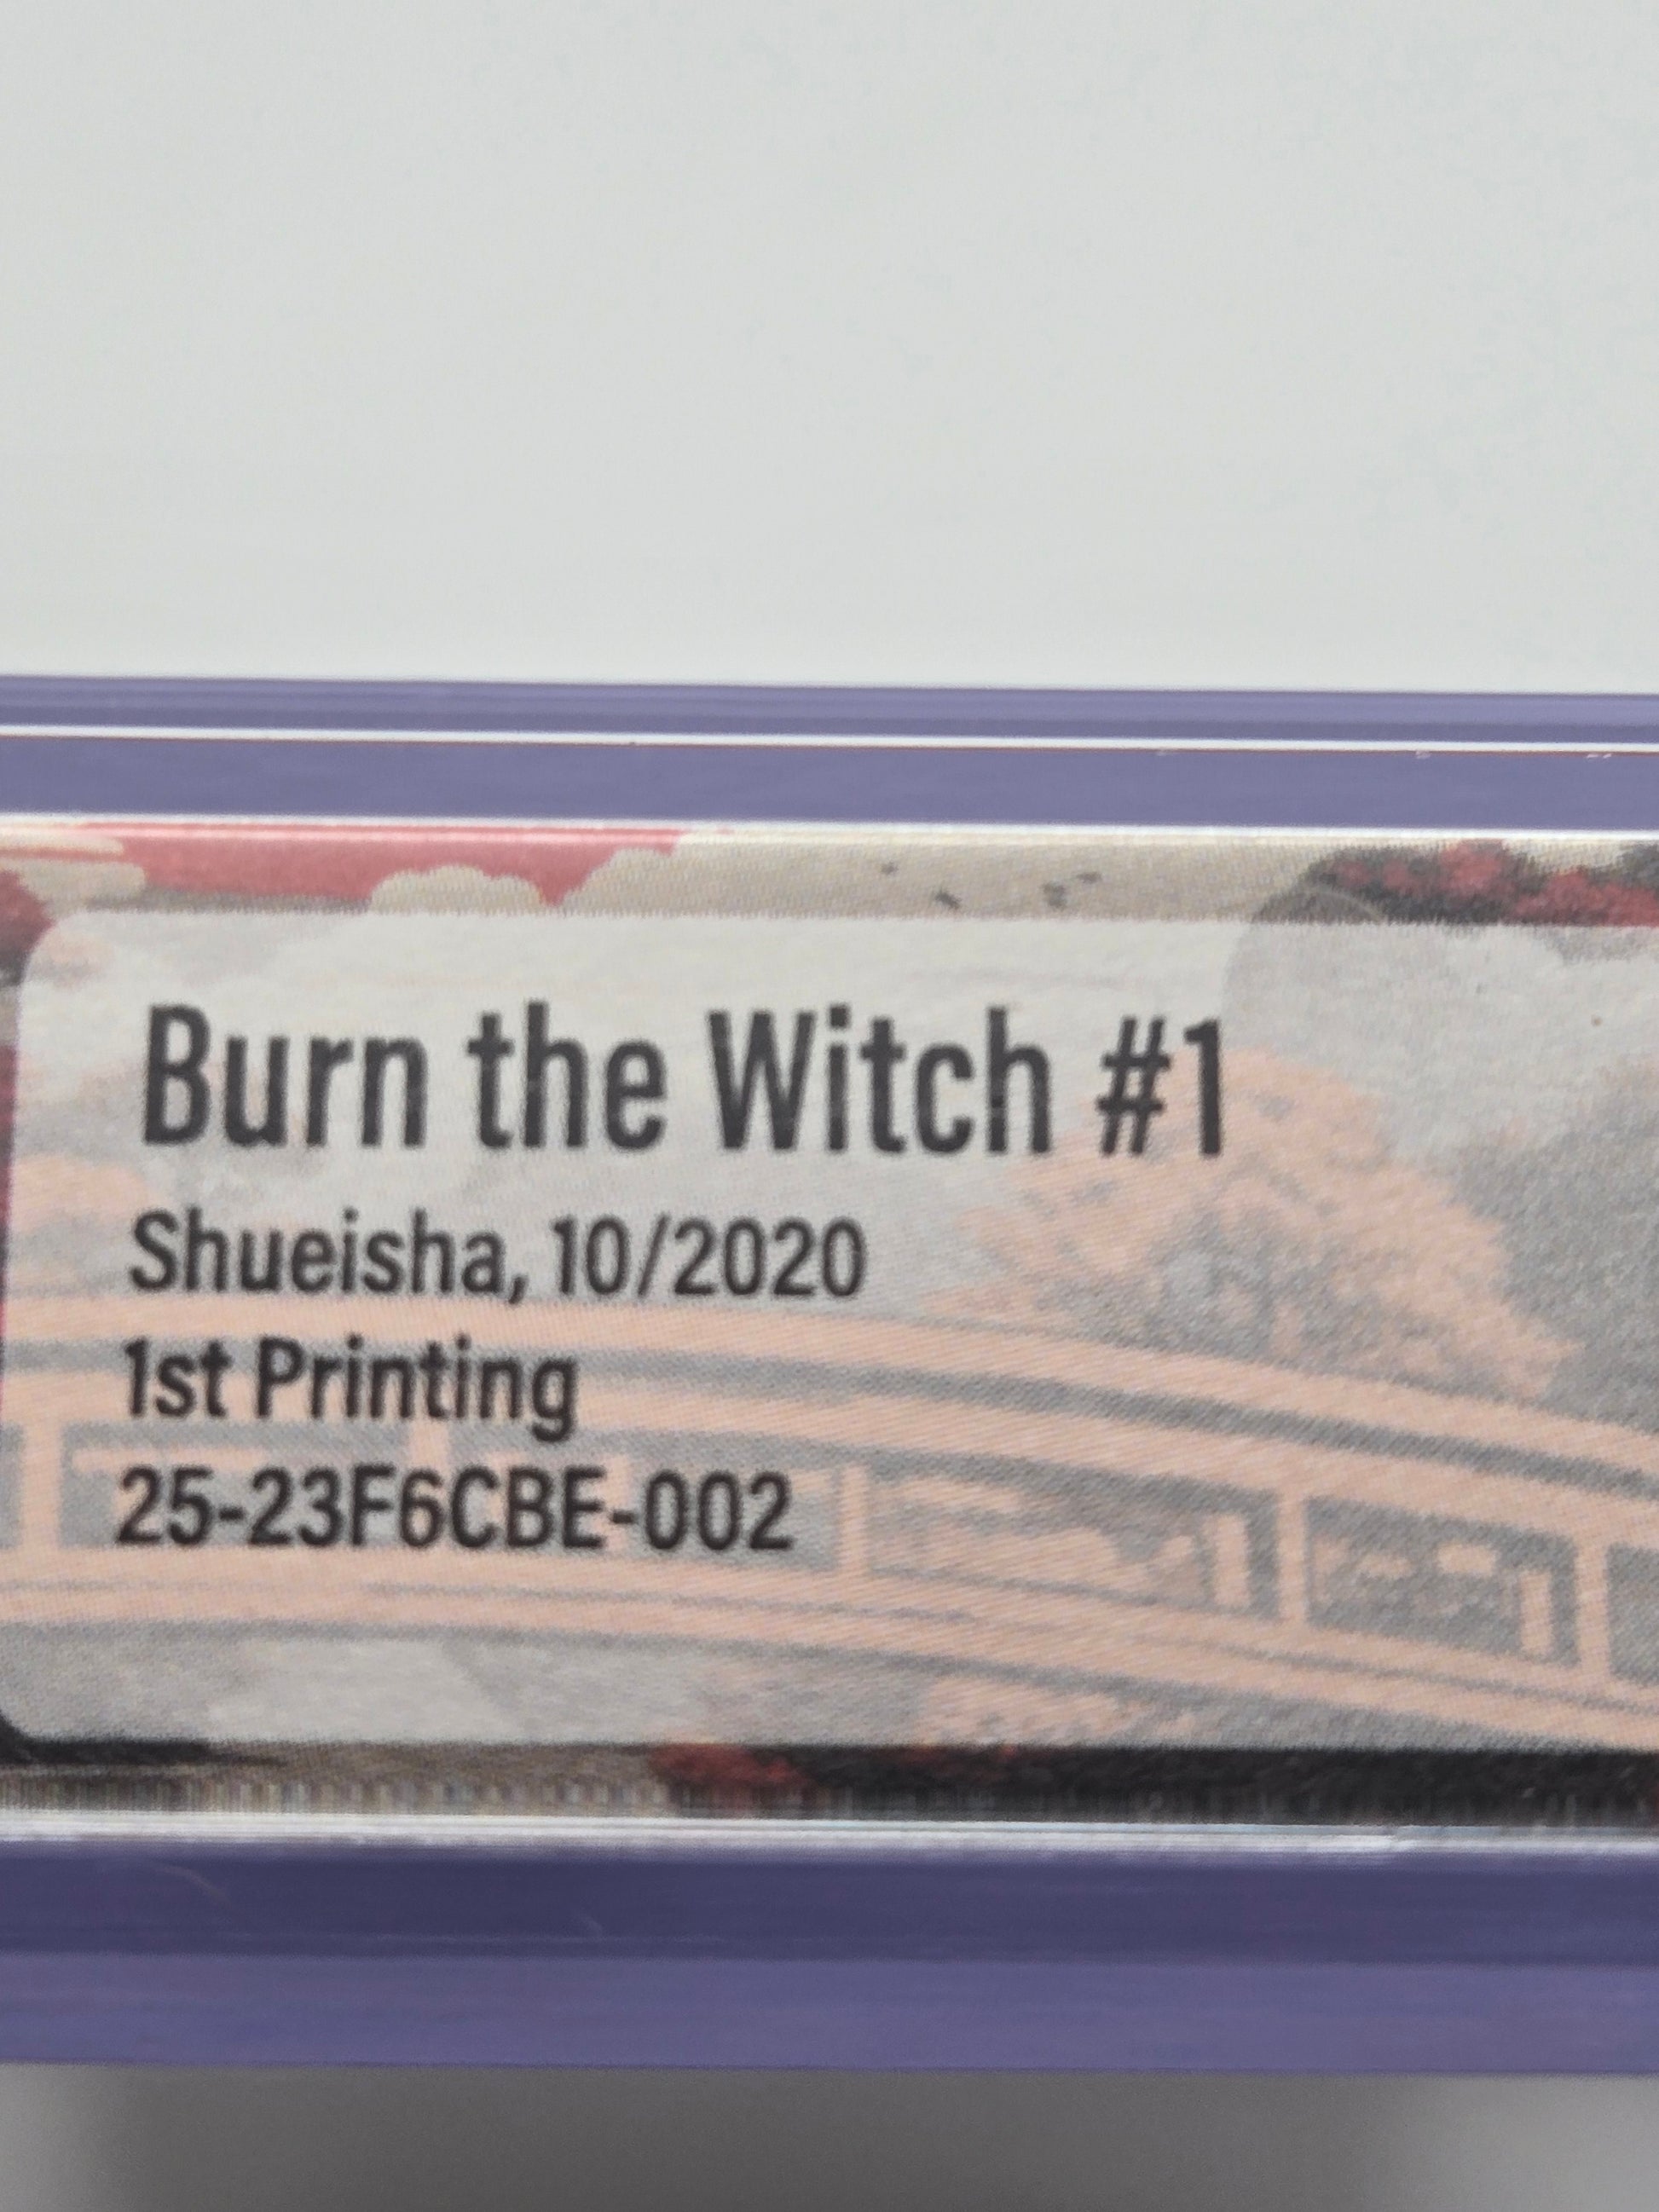 Burn the Witch #1
Shueisha, 10/2020
1st Printing
25-23F6CBE-002